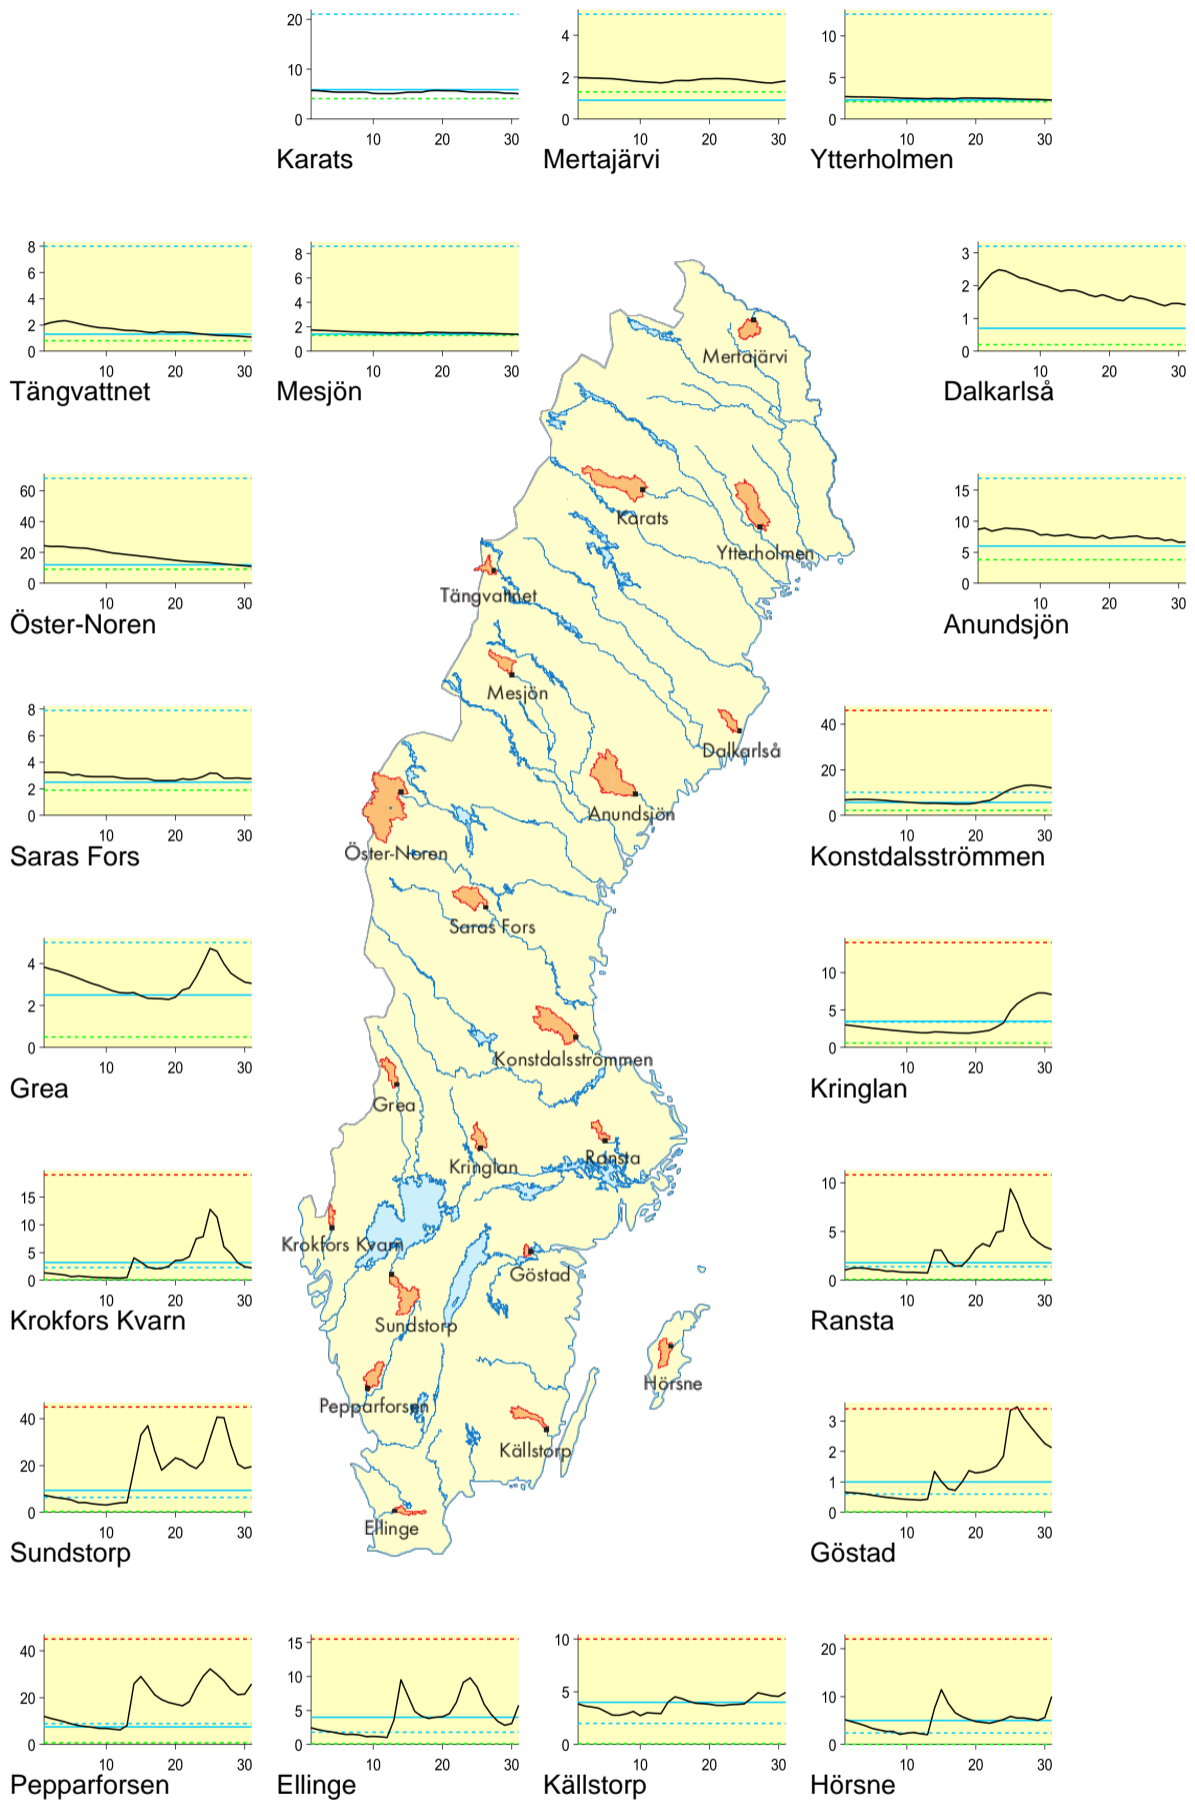 20
10
0
10 20 30
Karats
4
2
0
10 20 30
Mertajärvi
10
5
0
10 20 30
Ytterholmen
8
6
4
2
0
10 20 30
Tängvattnet
8
6
4
2
0
10 20 30
Mesjön
3
2
1
0
10 20 30
Dalkarlså
60
40
20
0
10 20 30
Öster-Noren
15
10
5
0
10 20 30
Anundsjön
8
6
4
2
0
10 20 30
Saras Fors
40
20
0
10 20 30
Konstdalsströmmen
4
2
0
10 20 30
Grea
10
5
0
10 20 30
Kringlan
15
10
5
0
10 20 30
Krokfors Kvarn
10
5
0
10 20 30
Ransta
40
20
0
10 20 30
Sundstorp
3
2
1
0
10 20 30
Göstad
40
20
0
10 20 30
Pepparforsen
15
10
5
0
10 20 30
Ellinge
10
5
0
10 20 30
Källstorp
20
10
0
10 20 30
Hörsne
Mertajärvi
Karats
Ytterholmen
Tängvattnet
Mesjön
Dalkarlså
Anundsjön
Öster-Noren
Saras Fors
Konstdalsströmmen
Grea
Kringlan
Ransta
Krokfors Kvarn
Göstad
Sundstorp
Hörsne
Pepparforsen
Källstorp
Ellinge